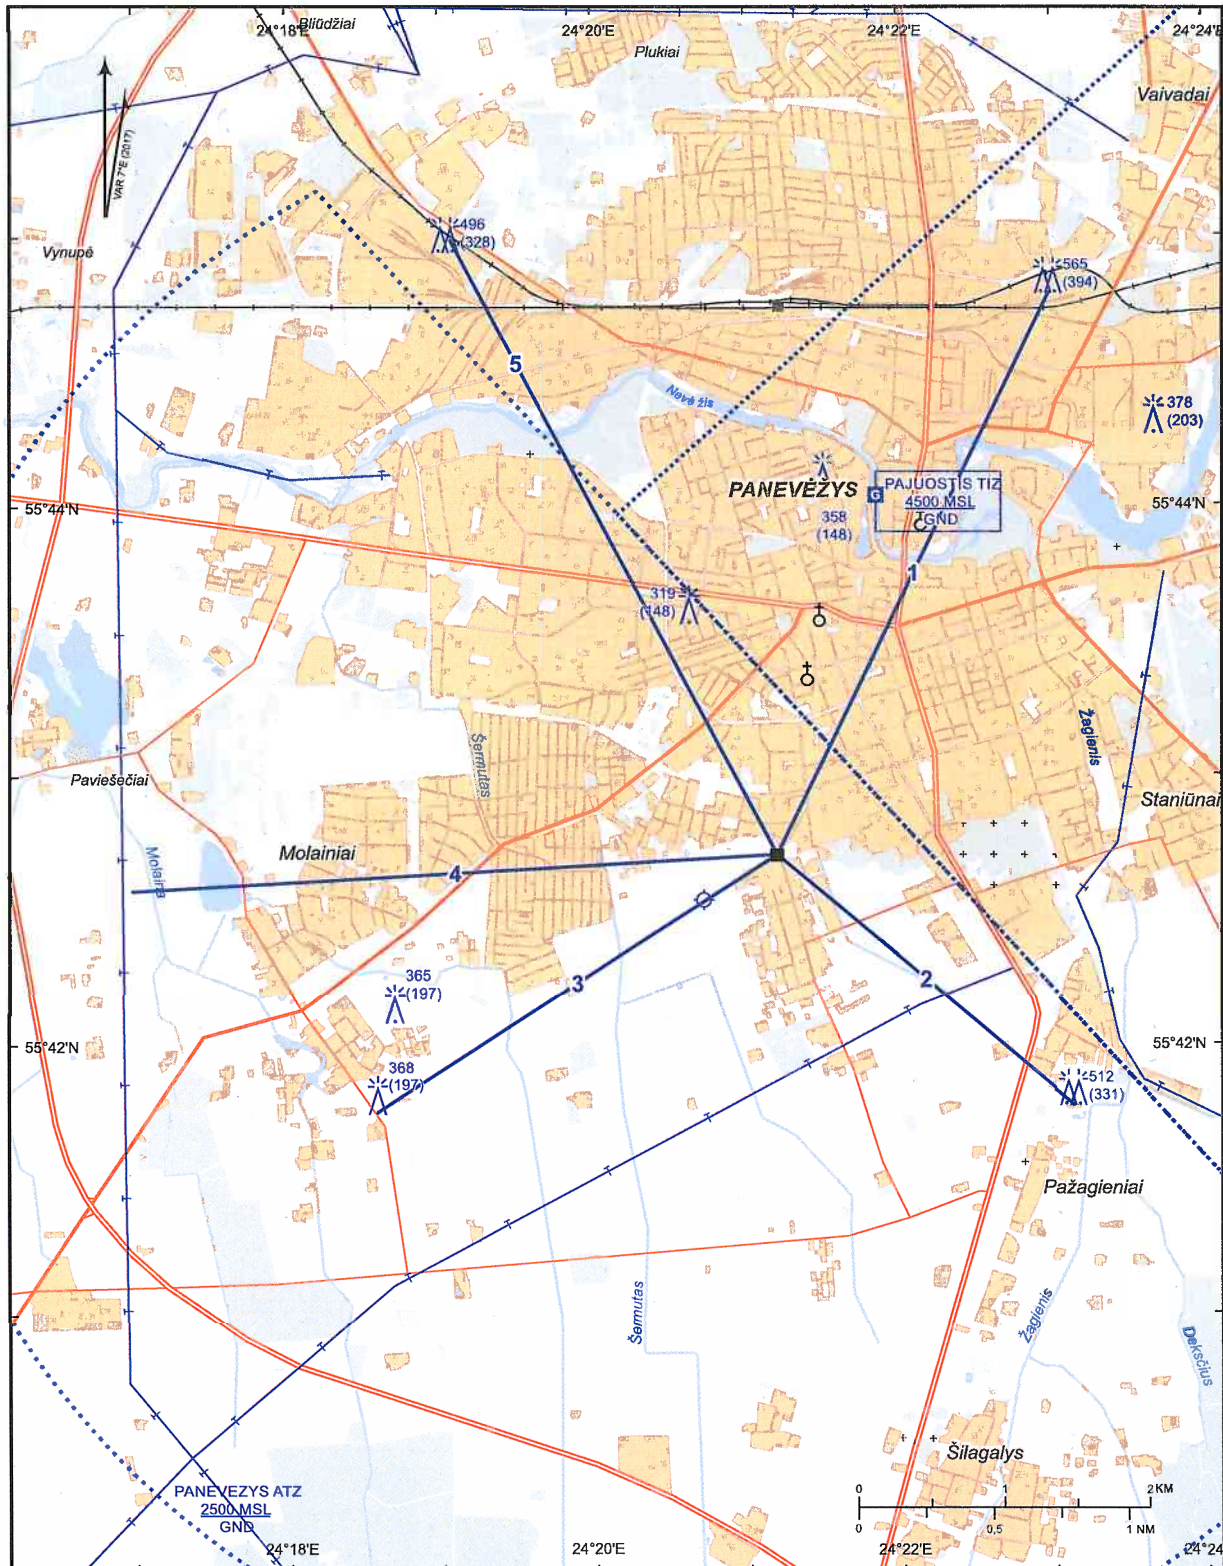 24°18'E
Bliūdžiai
24°20'E
Plukiai
24°22'E
24°24'E
Vaivadai
VAR 7°E (2017)
Vynupė
496
(328)
565
(394)
5
Nevėžis
378
(203)
PANEVĖŽYS
G
PAJUOSTIS TIZ
4500 MSL
GND
358
(148)
55°44'N
55°44'N
1
319
(148)
Šermutas
Žagienis
Paviešečiai
Staniūnai
Molainiai
Molaina
4
365
(197)
3
2
55°42'N
55°42'N
368
(197)
512
(331)
Pažagieniai
Šermutas
Žagienis
Deksčius
Šilagalys
PANEVEZYS ATZ
2500 MSL
GND
0 1 2 KM
0 0,5 1 NM
24°18'E
24°20'E
24°22'E
24°24